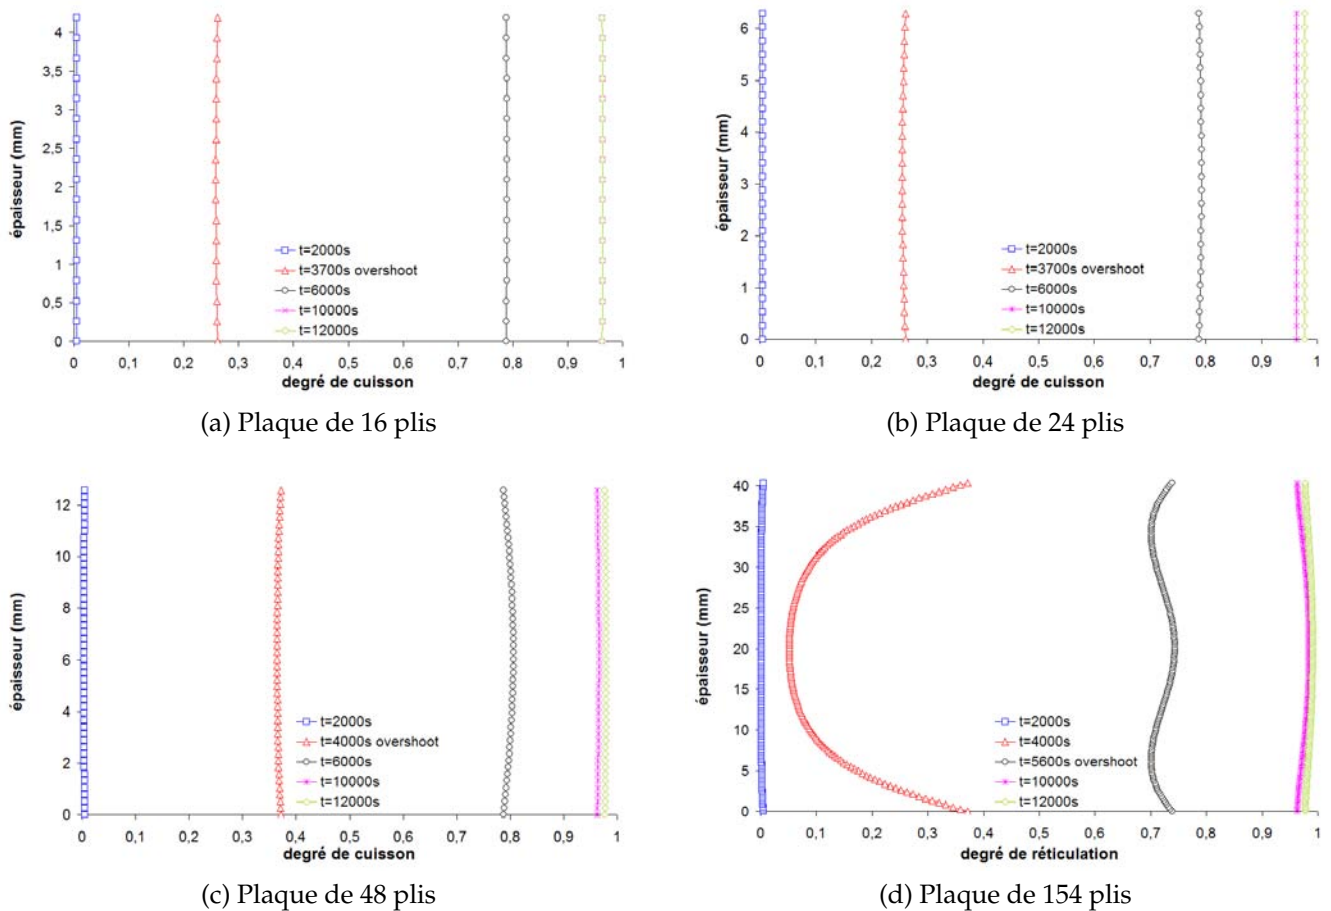 épaisseur (mm)
4
3,5
3
2,5
2
1,5
1
0,5
0
0 0,1 0,2 0,3 0,4 0,5 0,6 0,7 0,8 0,9 1
degré de cuisson
t=2000s
t=3700s overshoot
t=6000s
t=10000s
t=12000s
(a) Plaque de 16 plis
épaisseur (mm)
6
5
4
3
2
1
0
0 0,1 0,2 0,3 0,4 0,5 0,6 0,7 0,8 0,9 1
degré de cuisson
t=2000s
t=3700s overshoot
t=6000s
t=10000s
t=12000s
(b) Plaque de 24 plis
épaisseur (mm)
12
10
8
6
4
2
0
0 0,1 0,2 0,3 0,4 0,5 0,6 0,7 0,8 0,9 1
degré de cuisson
t=2000s
t=4000s overshoot
t=6000s
t=10000s
t=12000s
(c) Plaque de 48 plis
épaisseur (mm)
40
35
30
25
20
15
10
5
0
0 0,1 0,2 0,3 0,4 0,5 0,6 0,7 0,8 0,9 1
degré de réticulation
t=2000s
t=4000s
t=5600s overshoot
t=10000s
t=12000s
(d) Plaque de 154 plis